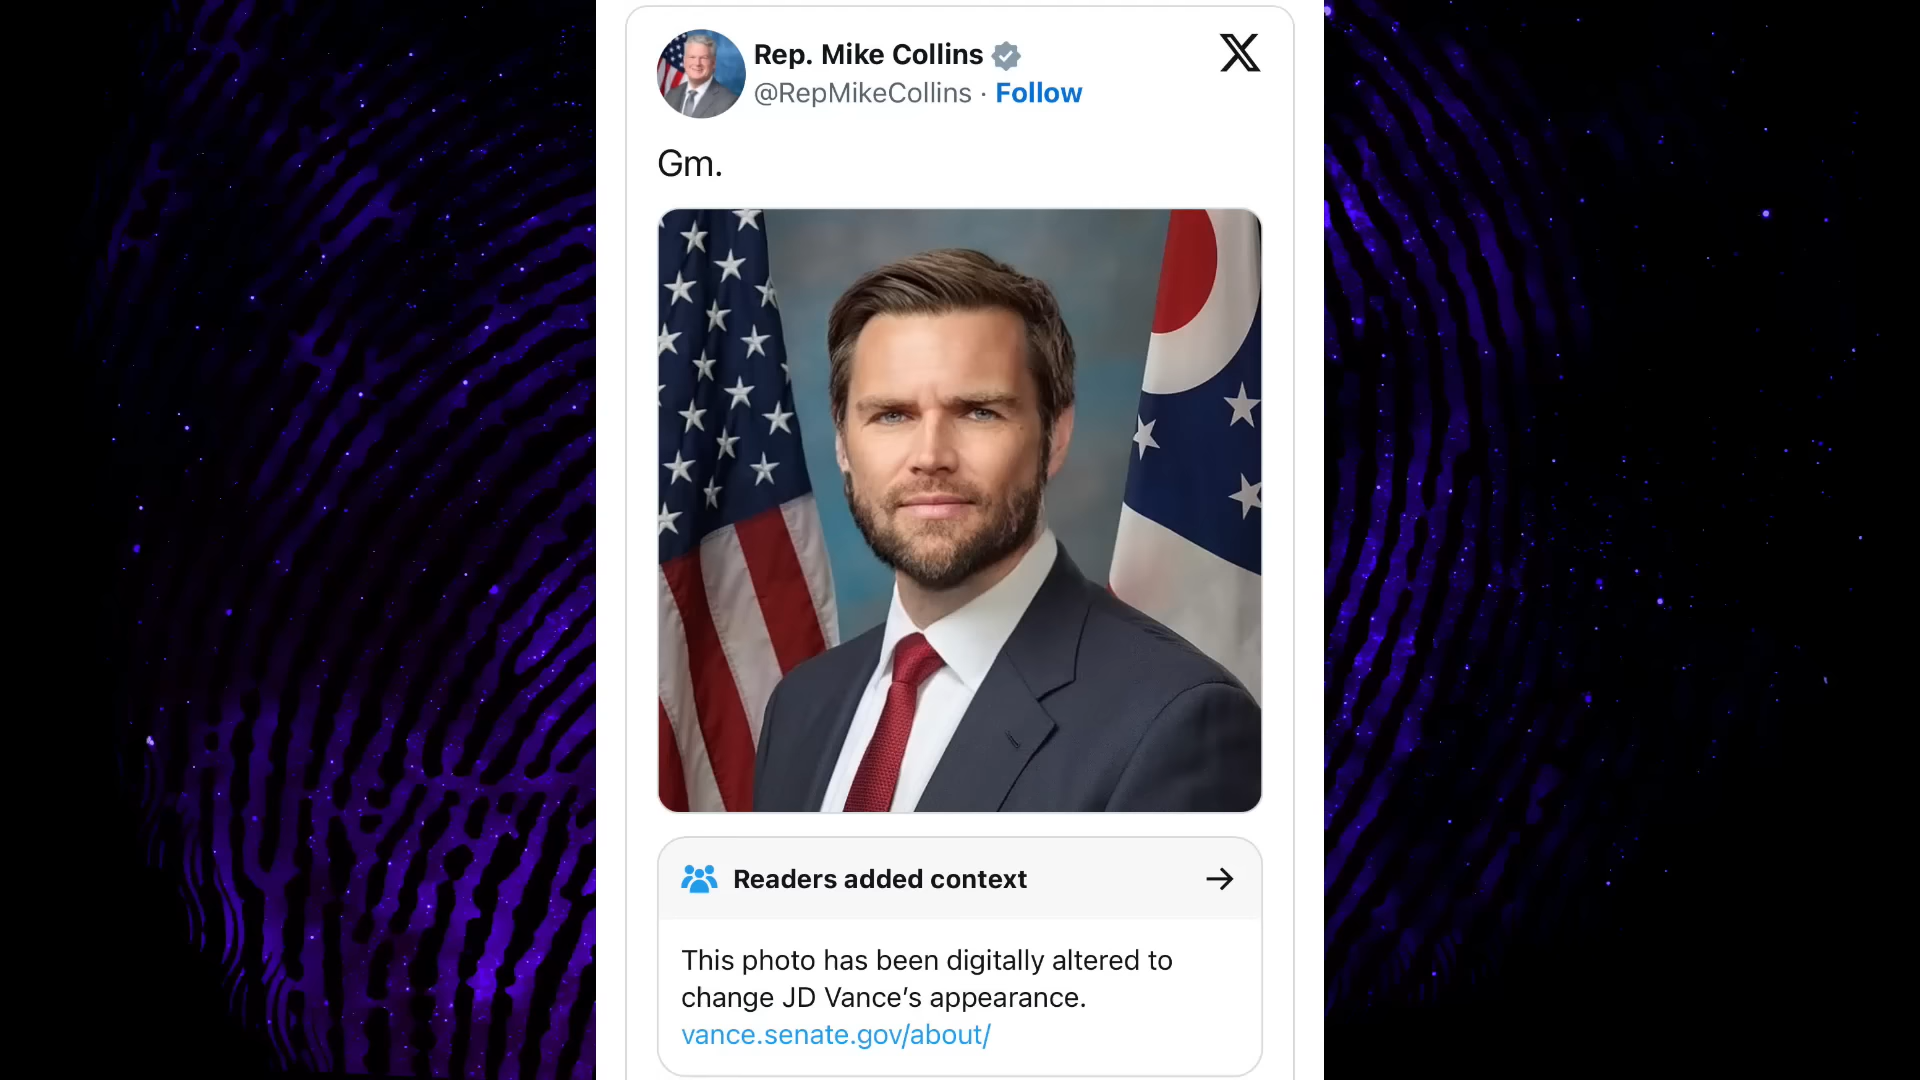 Rep. Mike Collins
@RepMikeCollins · Follow
Gm.
Readers added context
This photo has been digitally altered to
change JD Vance’s appearance.
vance.senate.gov/about/